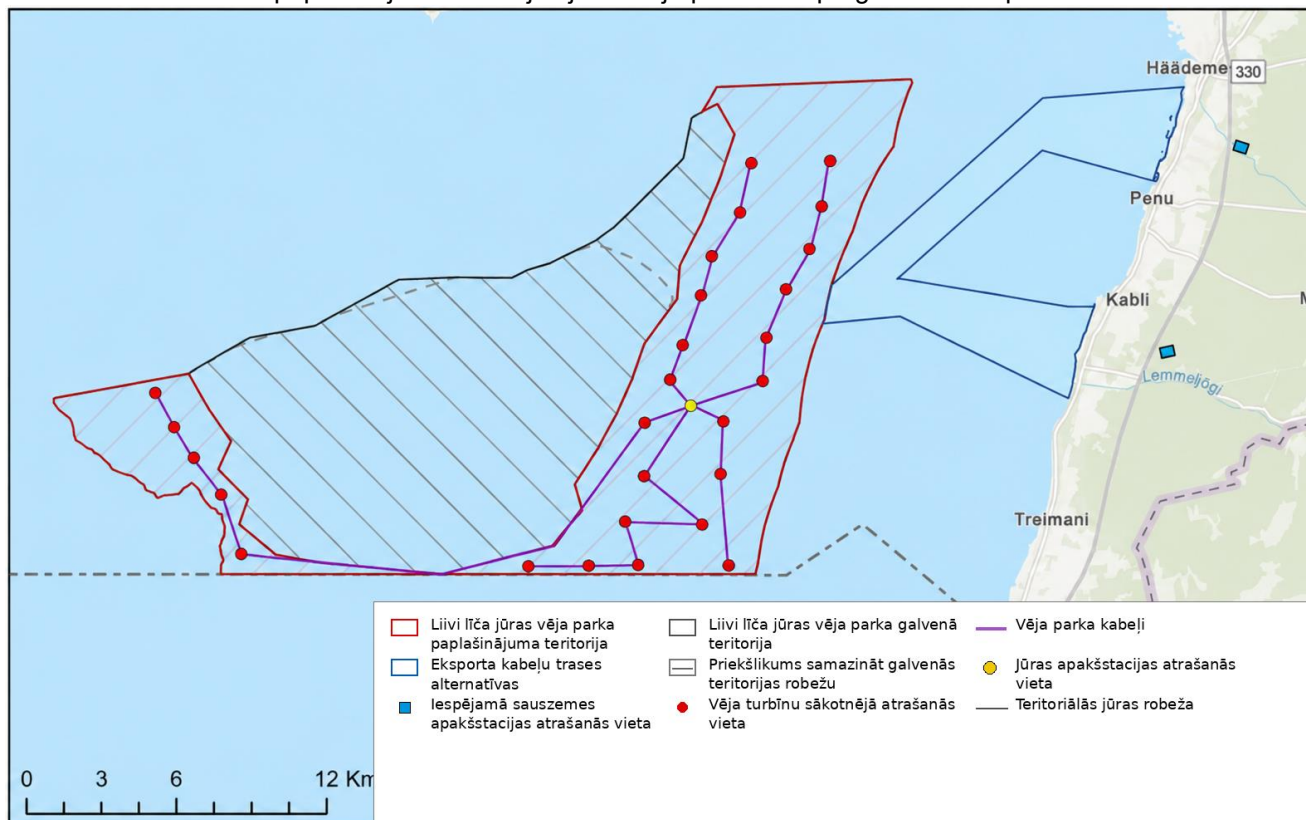 Häädeme
330
Penu
Kabli
Lemmeljõgi
Treimani
Liivi līča jūras vēja parka
paplašinājuma teritorija
Eksporta kabeļu trases
alternatīvas
Iespējamā sauszemes
apakšstacijas atrašanās vieta
Liivi līča jūras vēja parka galvenā
teritorija
Priekšlikums samazināt galvenās
teritorijas robežu
Vēja turbīnu sākotnējā atrašanās
vieta
Vēja parka kabeļi
Jūras apakšstacijas atrašanās
vieta
Teritoriālās jūras robeža
0 3 6 12 Km